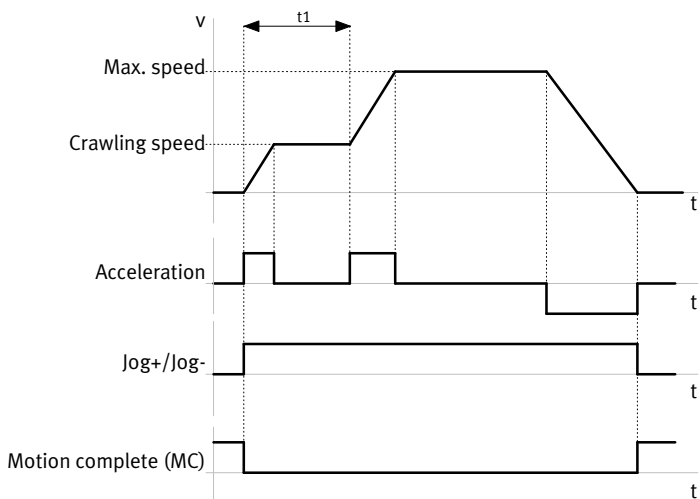 v
t1
Max. speed
Crawling speed
t
Acceleration
t
Jog+/Jog-
t
Motion complete (MC)
t